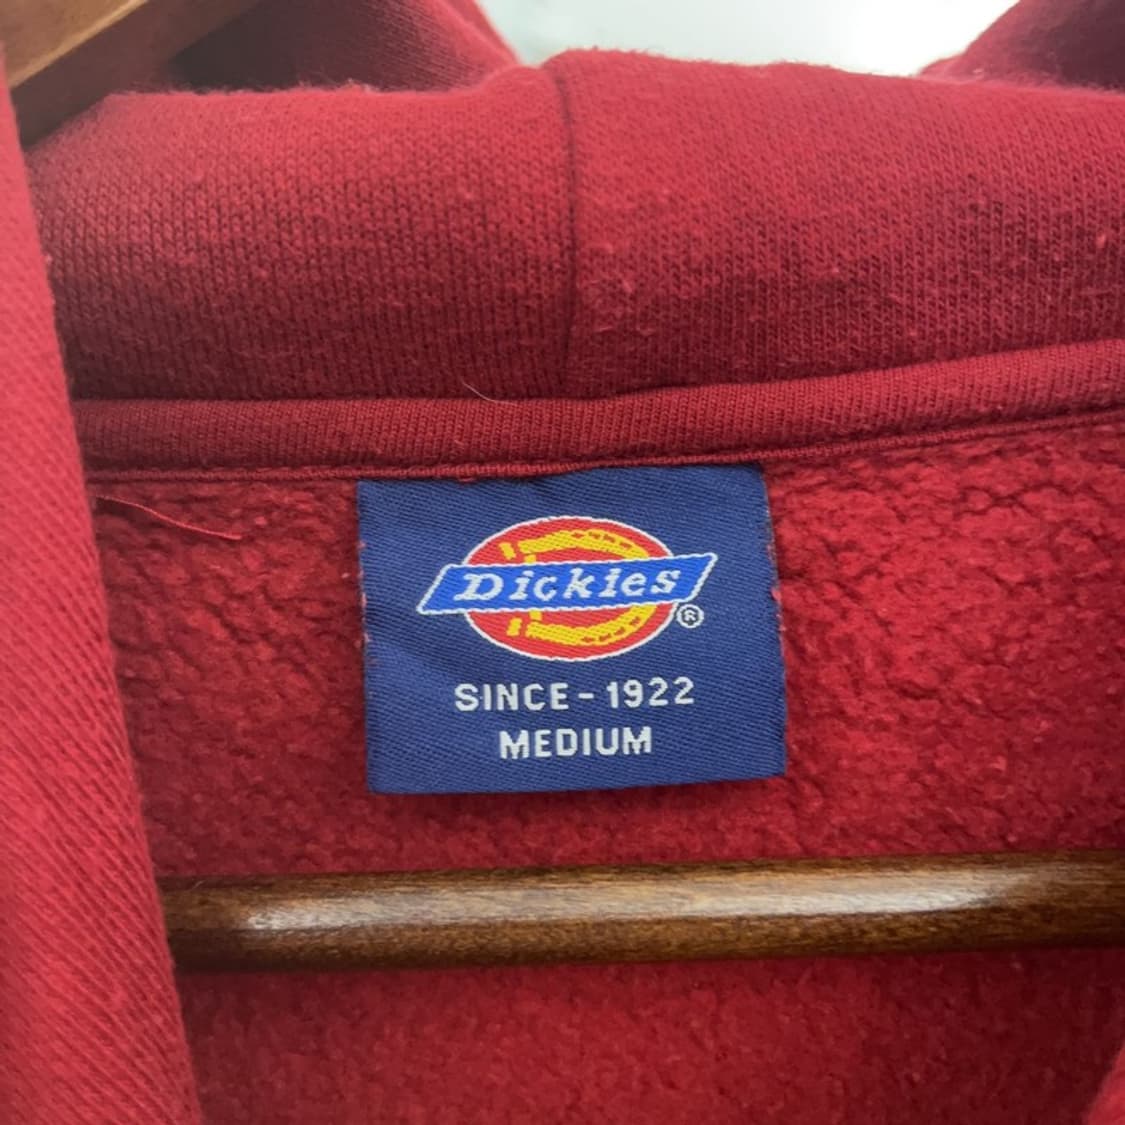 Dickies
®
SINCE - 1922
MEDIUM